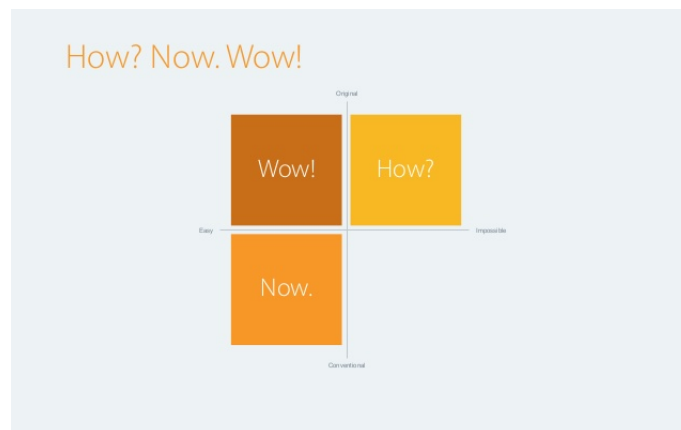 How? Now. Wow!
Original
Wow!
How?
Easy
Impossible
Now.
Conventional